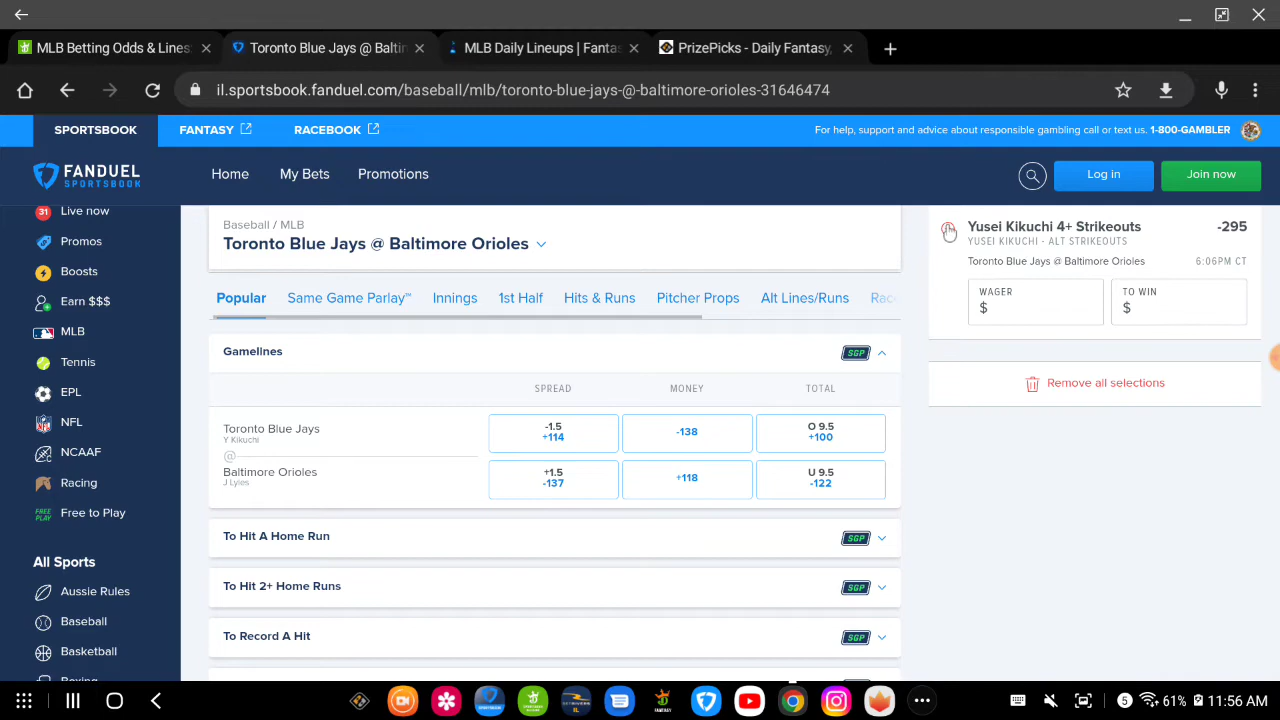 MLB Betting Odds & Lines
Toronto Blue Jays @ Baltin
MLB Daily Lineups | Fantas
PrizePicks - Daily Fantasy,
il.sportsbook.fanduel.com/baseball/mlb/toronto-blue-jays-@-baltimore-orioles-31646474
SPORTSBOOK
FANTASY
RACEBOOK
For help, support and advice about responsible gambling call or text us. 1-800-GAMBLER
FANDUEL
SPORTSBOOK
Home
My Bets
Promotions
Log in
Join now
31 Live now
Promos
Boosts
Earn $$$
MLB
Tennis
EPL
NFL
NCAAF
Racing
FREE PLAY Free to Play
All Sports
Aussie Rules
Baseball
Basketball
Boxing
Baseball / MLB
Toronto Blue Jays @ Baltimore Orioles
Popular
Same Game Parlay™
Innings
1st Half
Hits & Runs
Pitcher Props
Alt Lines/Runs
Rac
Gamelines
SGP
SPREAD
MONEY
TOTAL
Toronto Blue Jays
Y Kikuchi
-1.5
+114
-138
O 9.5
+100
@
Baltimore Orioles
J Lyles
+1.5
-137
+118
U 9.5
-122
To Hit A Home Run
SGP
To Hit 2+ Home Runs
SGP
To Record A Hit
SGP
Yusei Kikuchi 4+ Strikeouts -295
YUSEI KIKUCHI - ALT STRIKEOUTS
Toronto Blue Jays @ Baltimore Orioles 6:06PM CT
WAGER
$
TO WIN
$
Remove all selections
5
61%
11:56 AM